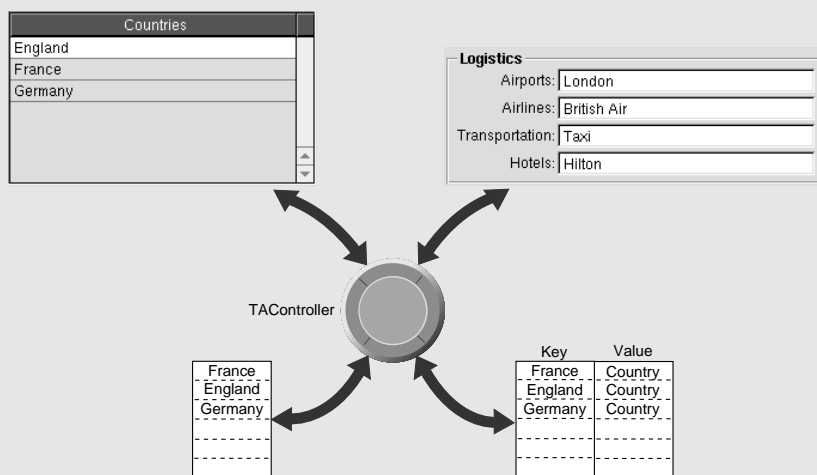 Countries
England
France
Germany
Logistics
Airports: London
Airlines: British Air
Transportation: Taxi
Hotels: Hilton
TAController
France
England
Germany
Key Value
France Country
England Country
Germany Country